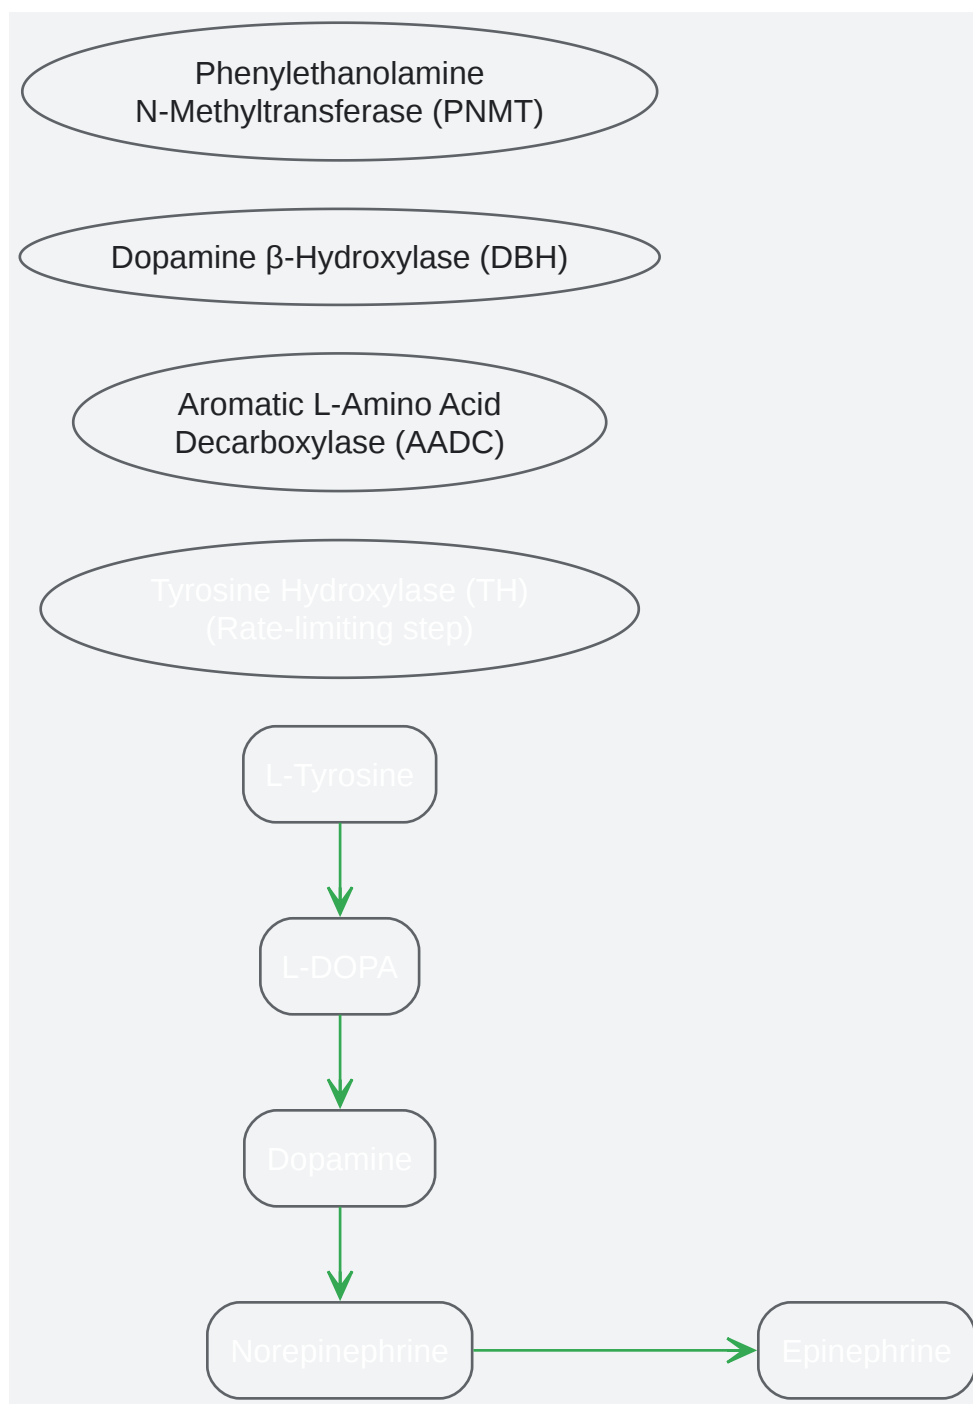 Phenylethanolamine
N-Methyltransferase (PNMT)
Dopamine β-Hydroxylase (DBH)
Aromatic L-Amino Acid
Decarboxylase (AADC)
Tyrosine Hydroxylase (TH)
(Rate-limiting step)
L-Tyrosine
L-DOPA
Dopamine
Norepinephrine
Epinephrine